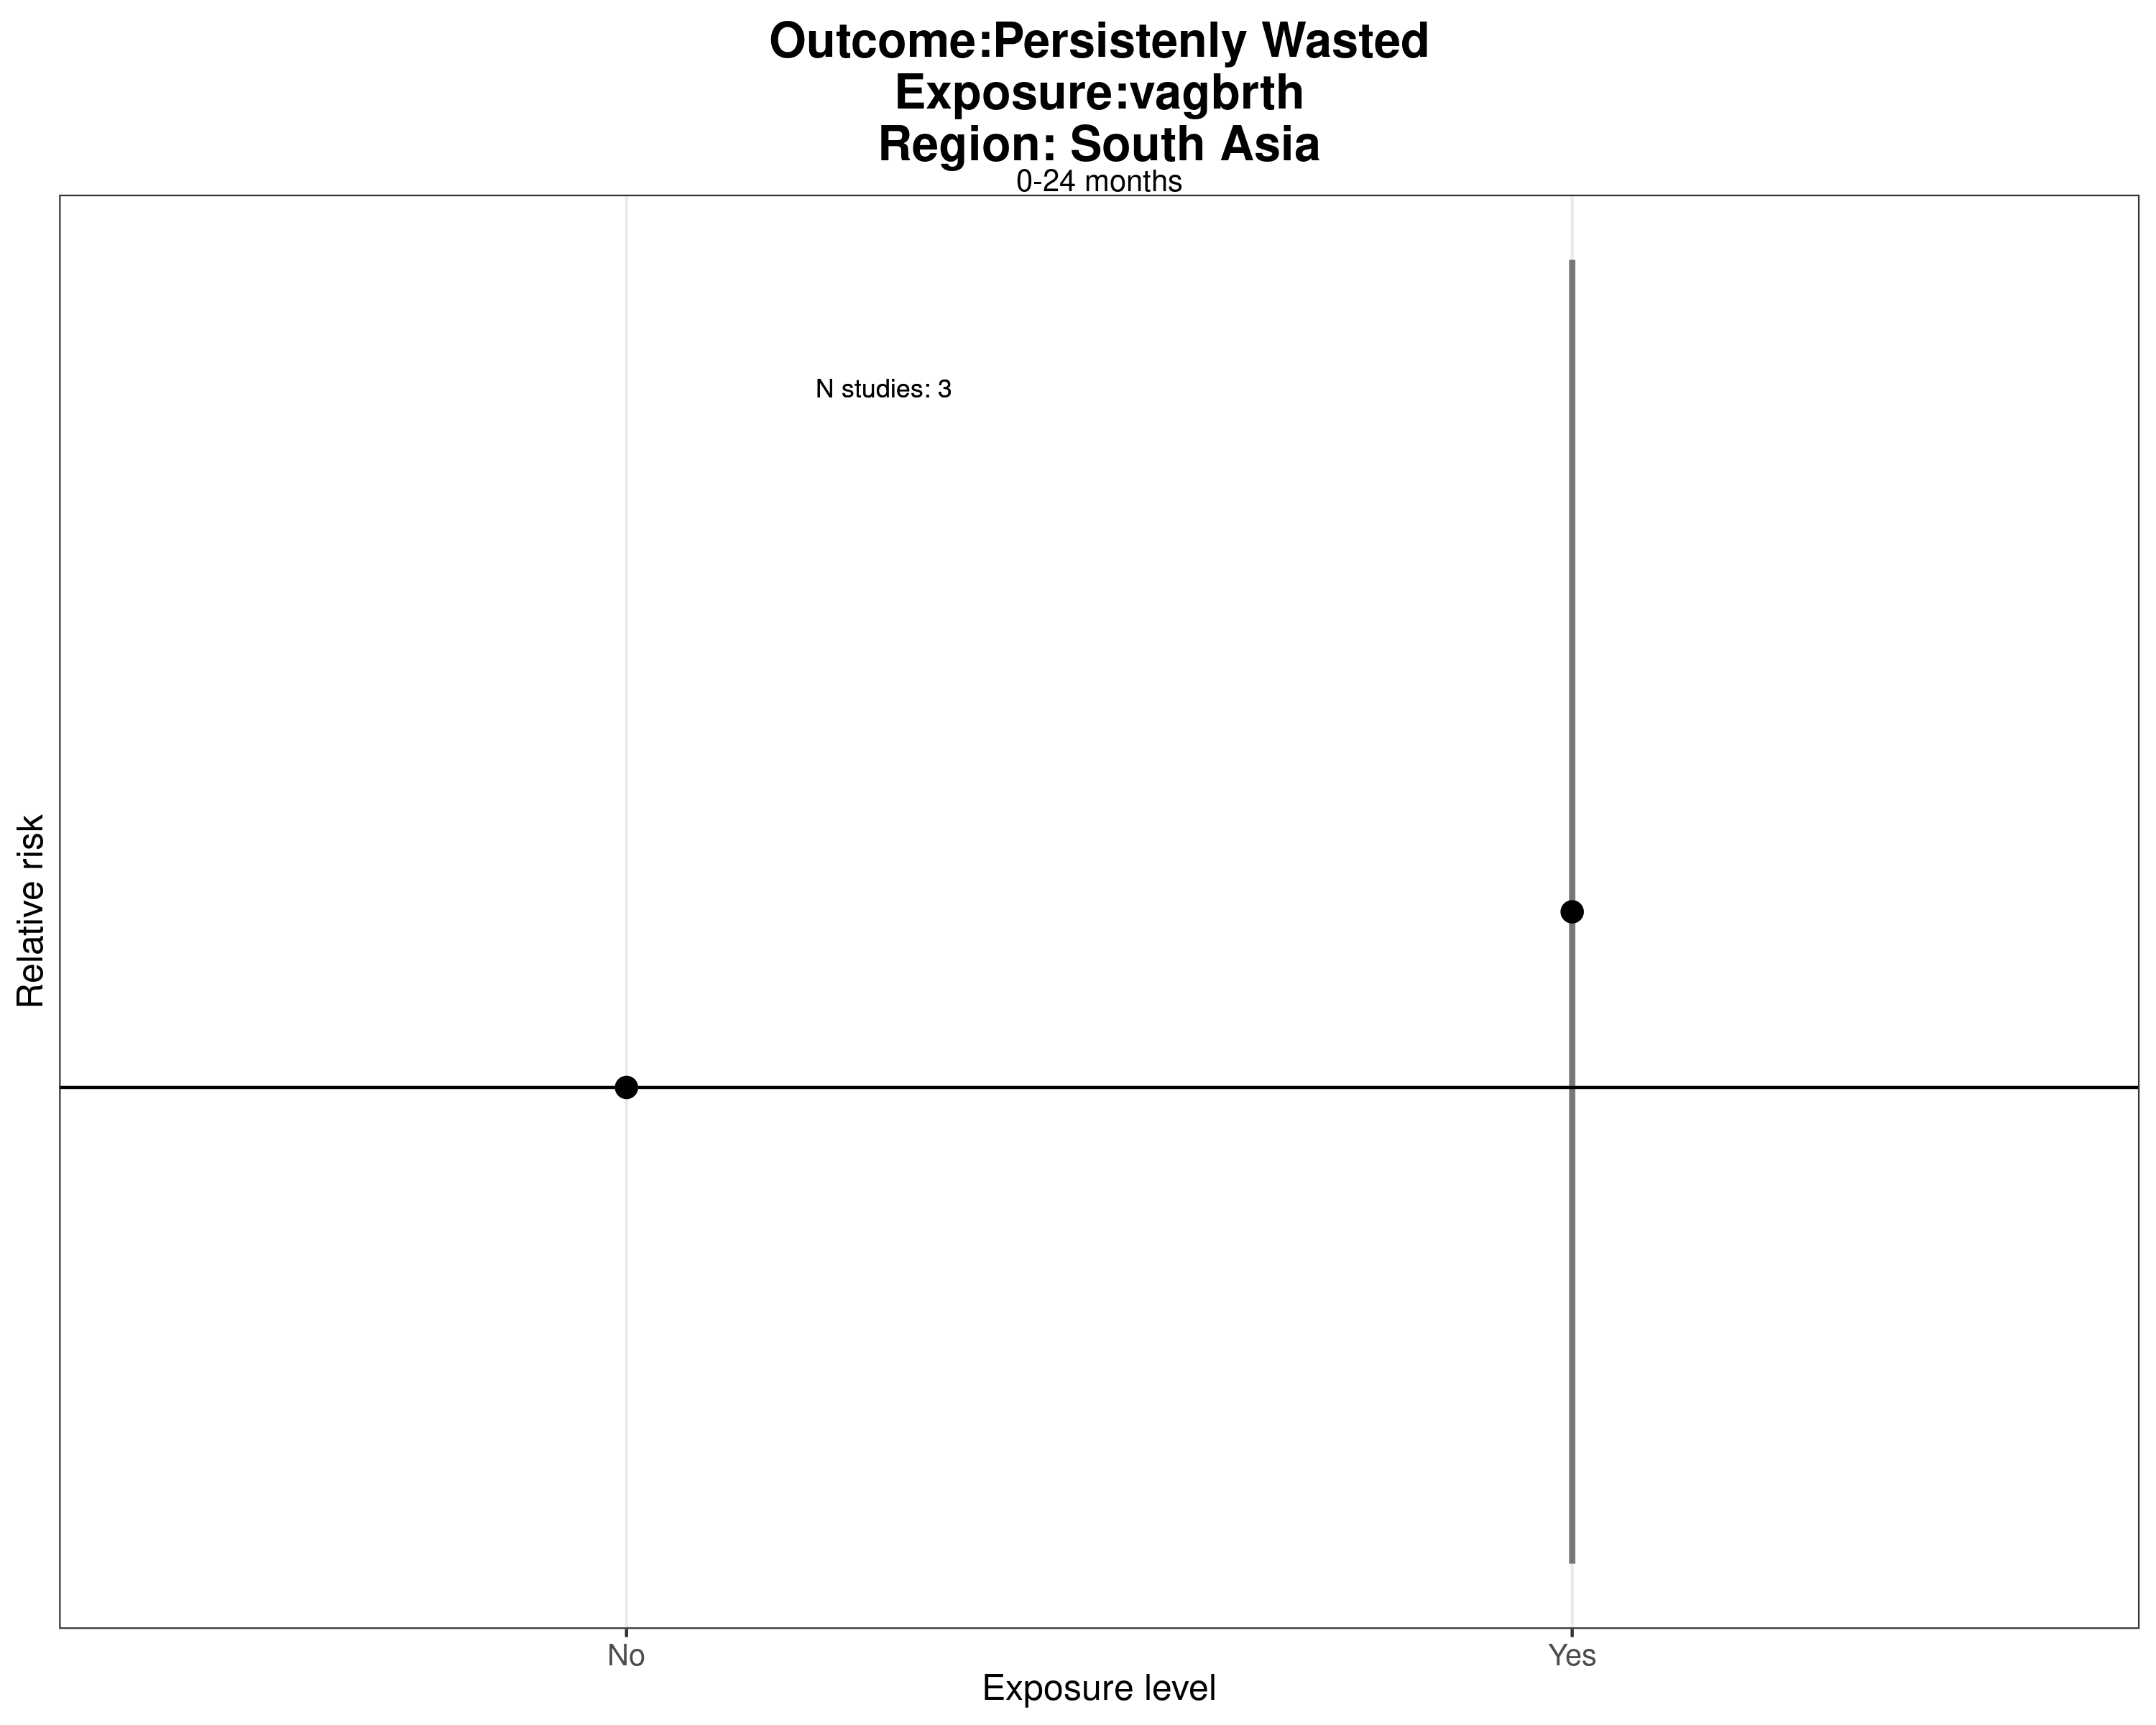 Outcome:Persistenly Wasted
Exposure:vagbrth
Region: South Asia
0-24 months
N studies: 3
Relative risk
No
Yes
Exposure level